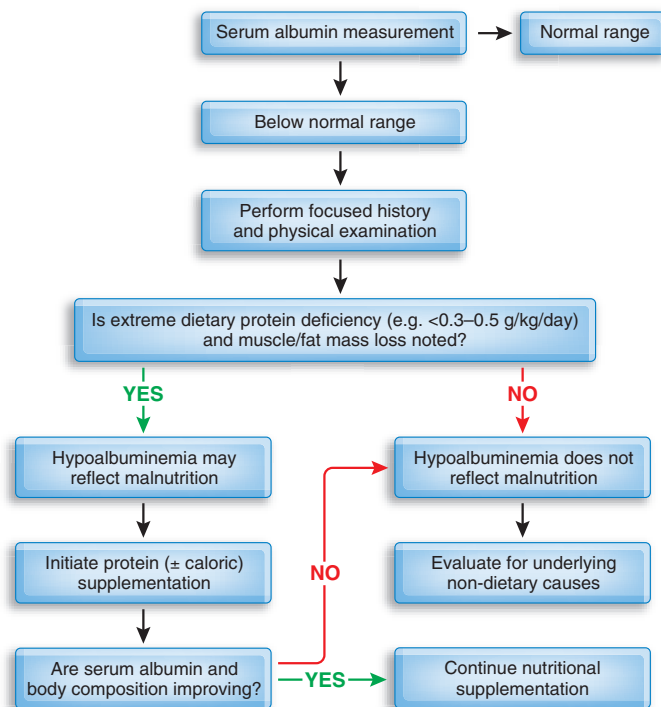 Serum albumin measurement
Normal range
Below normal range
Perform focused history
and physical examination
Is extreme dietary protein deficiency (e.g. <0.3–0.5 g/kg/day)
and muscle/fat mass loss noted?
YES
NO
Hypoalbuminemia may
reflect malnutrition
Hypoalbuminemia does not
reflect malnutrition
Initiate protein (± caloric)
supplementation
NO
Evaluate for underlying
non-dietary causes
Are serum albumin and
body composition improving?
YES
Continue nutritional
supplementation